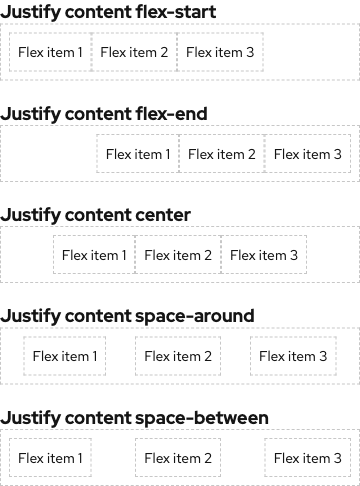 Justify content flex-start
Flex item 1 Flex item 2 Flex item 3
Justify content flex-end
Flex item 1 Flex item 2 Flex item 3
Justify content center
Flex item 1 Flex item 2 Flex item 3
Justify content space-around
Flex item 1 Flex item 2 Flex item 3
Justify content space-between
Flex item 1 Flex item 2 Flex item 3